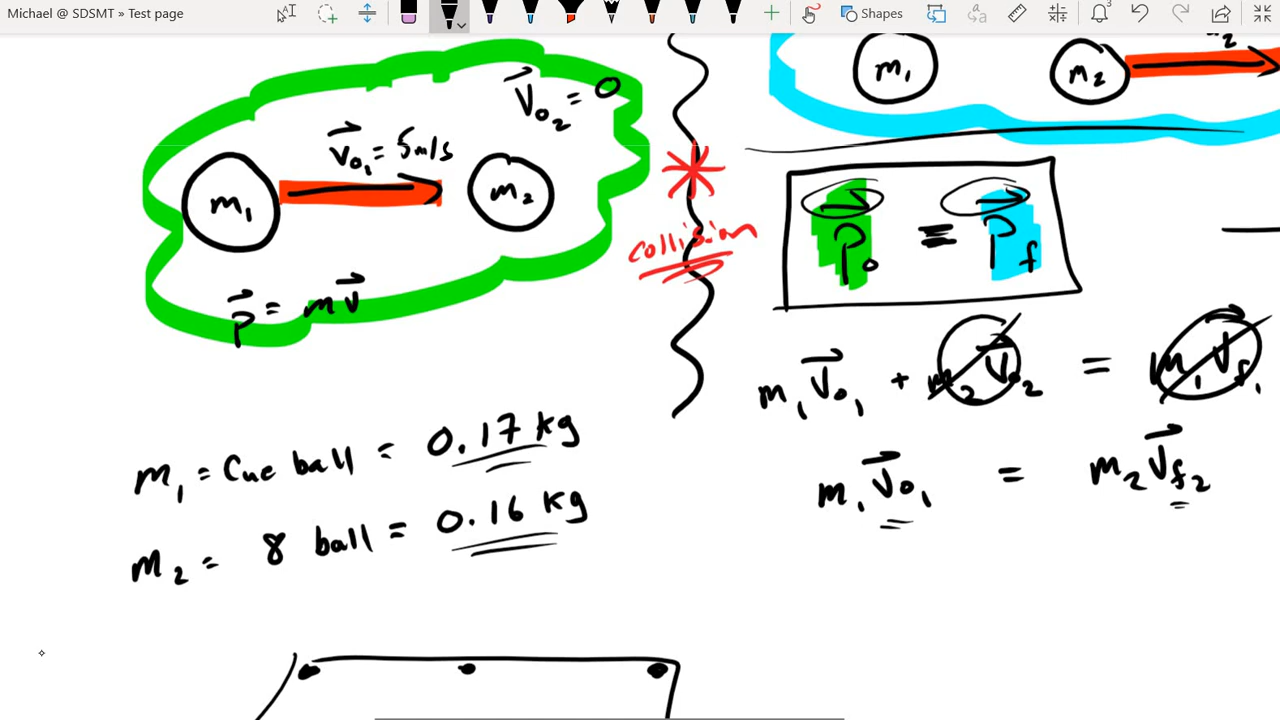 Michael @ SDSMT » Test page
Shapes
V⃗o₂ = 0
V⃗o₁ = 5m/s
m₁
m₂
p⃗ = mv⃗
collision
m₁
m₂
₂
p⃗o = p⃗f
m₁V⃗o₁ + m₂V⃗o₂ = m₁V⃗f₁
m₁V⃗o₁ = m₂V⃗f₂
m₁ = Cue ball = 0.17 kg
m₂ = 8 ball = 0.16 kg